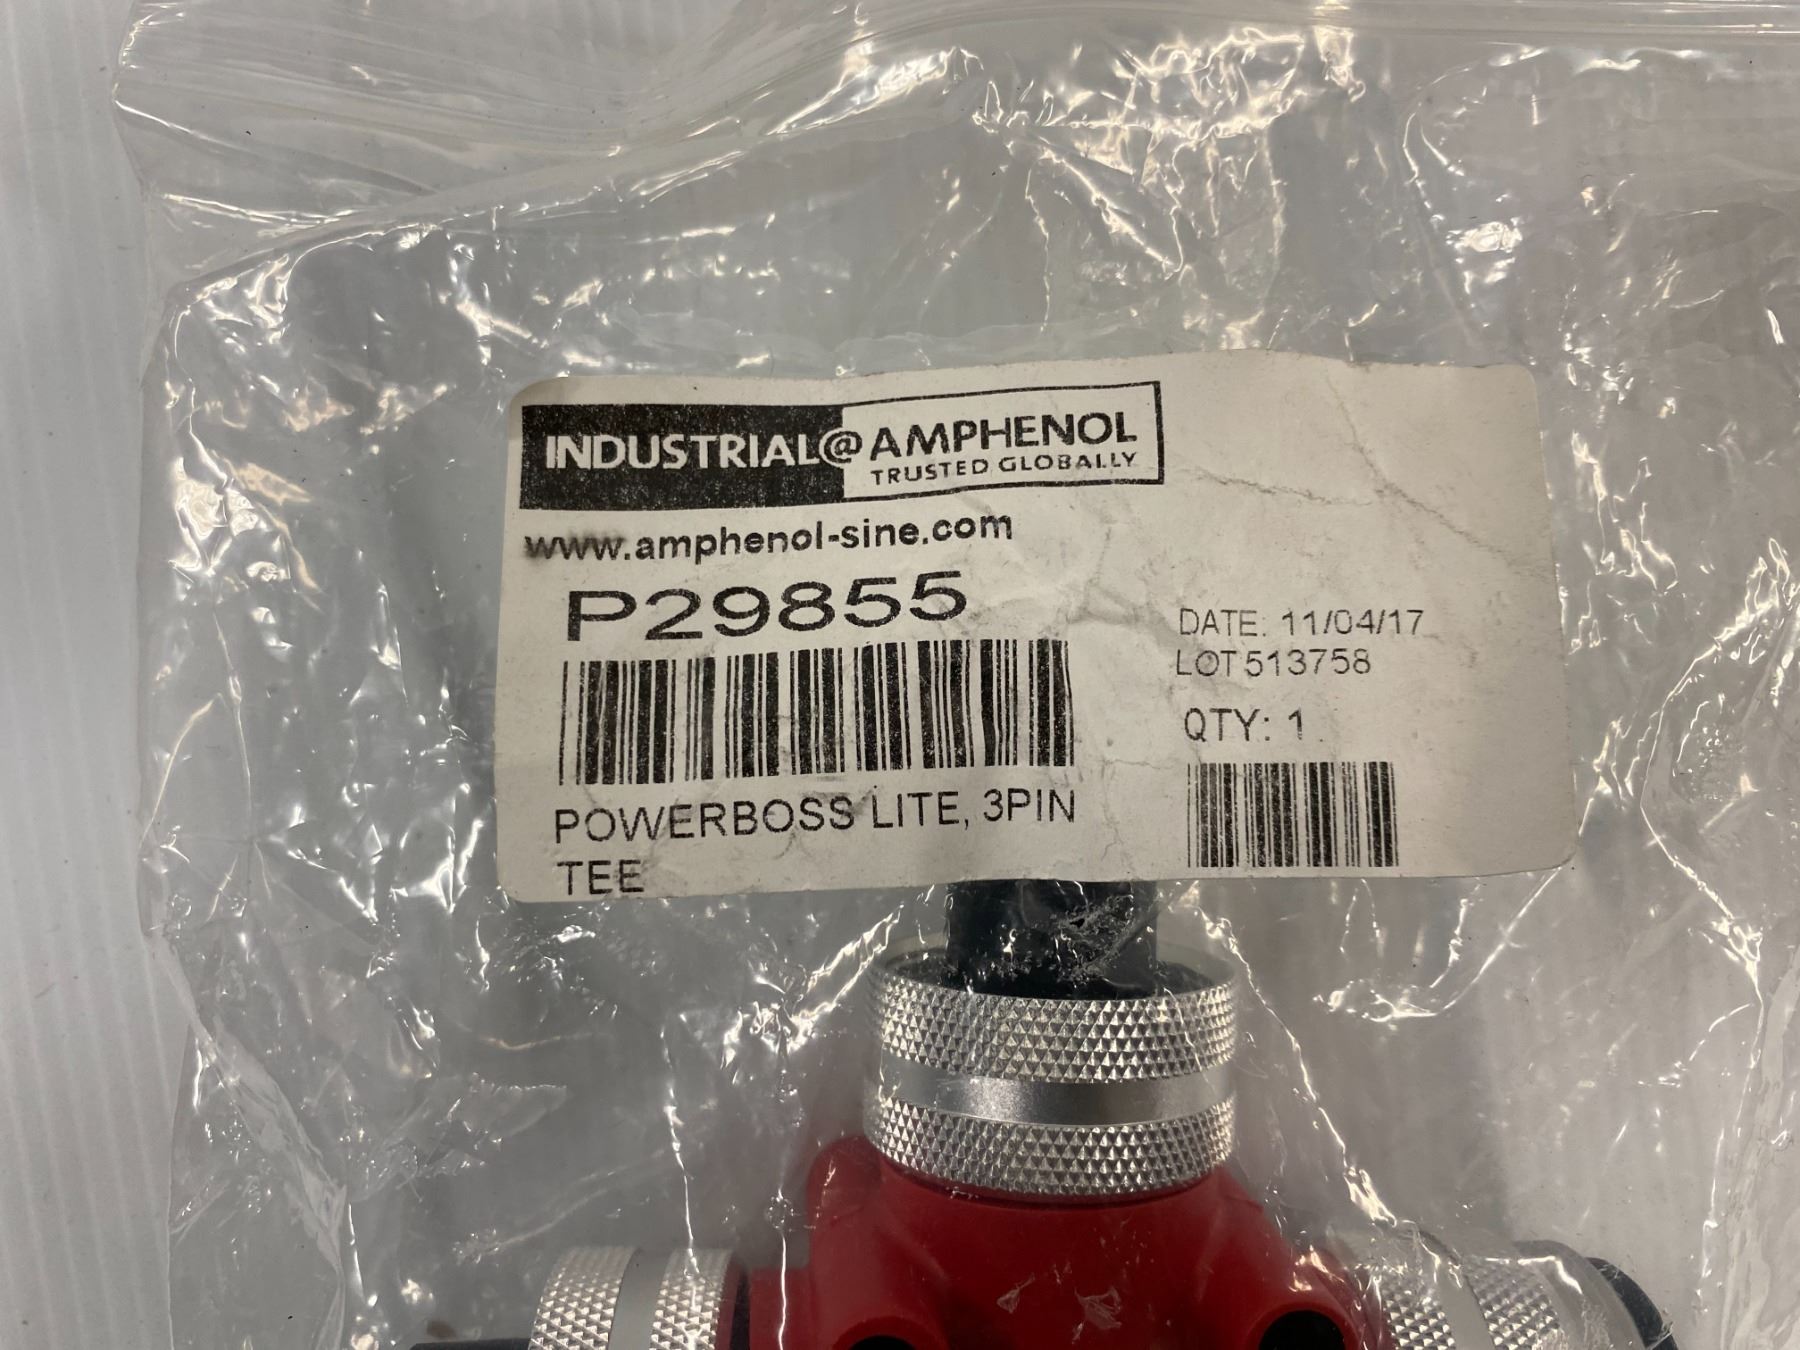 INDUSTRIAL@AMPHENOL
TRUSTED GLOBALLY
www.amphenol-sine.com
P29855
DATE: 11/04/17
LOT 513758
QTY: 1
POWERBOSS LITE, 3PIN
TEE